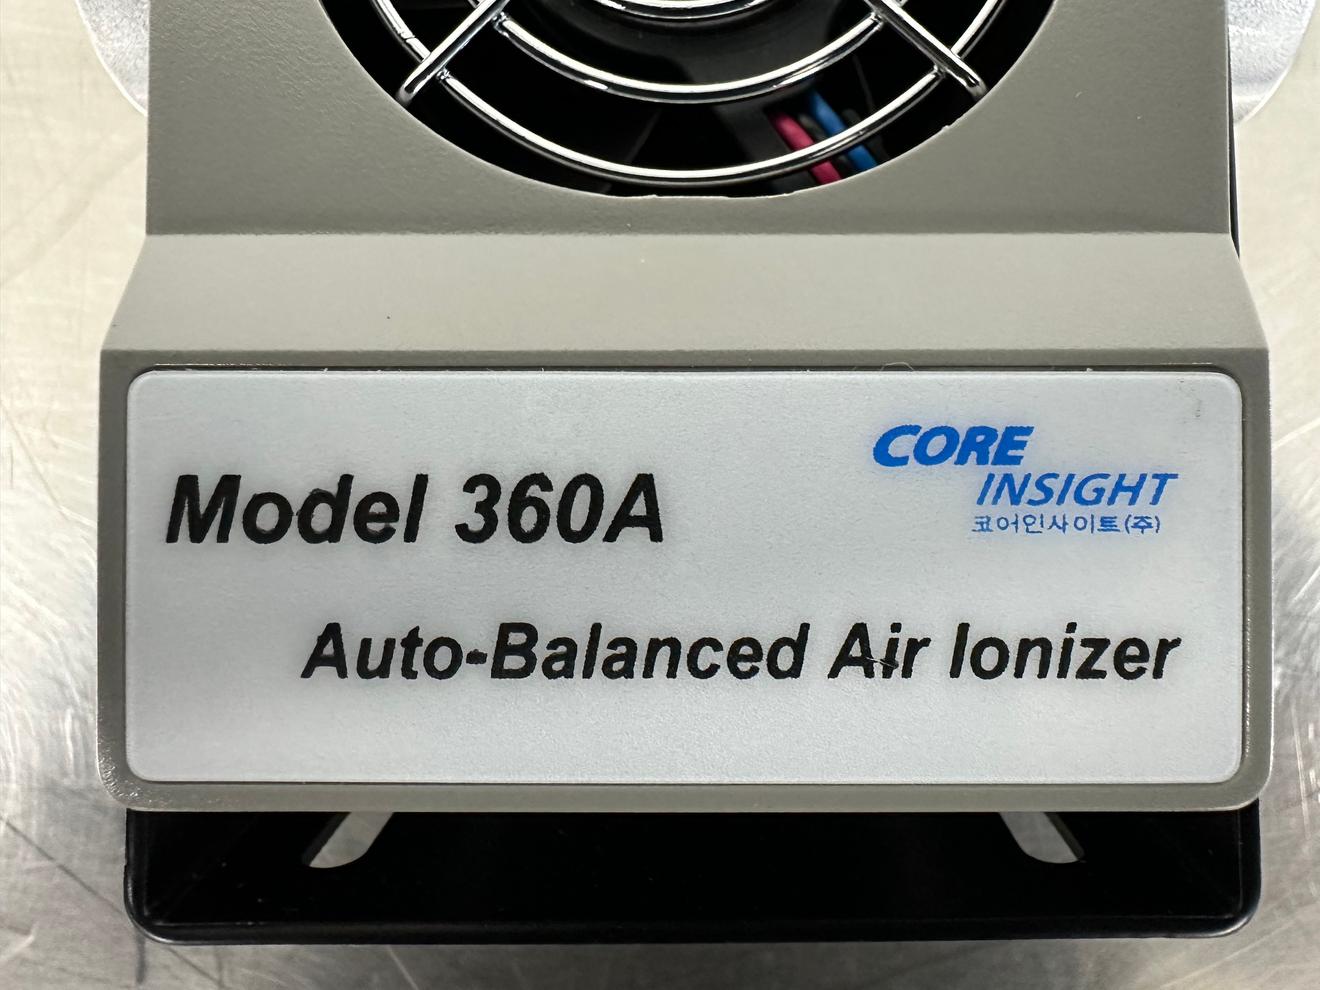 CORE
INSIGHT
코어인사이트(주)
Model 360A
Auto-Balanced Air Ionizer